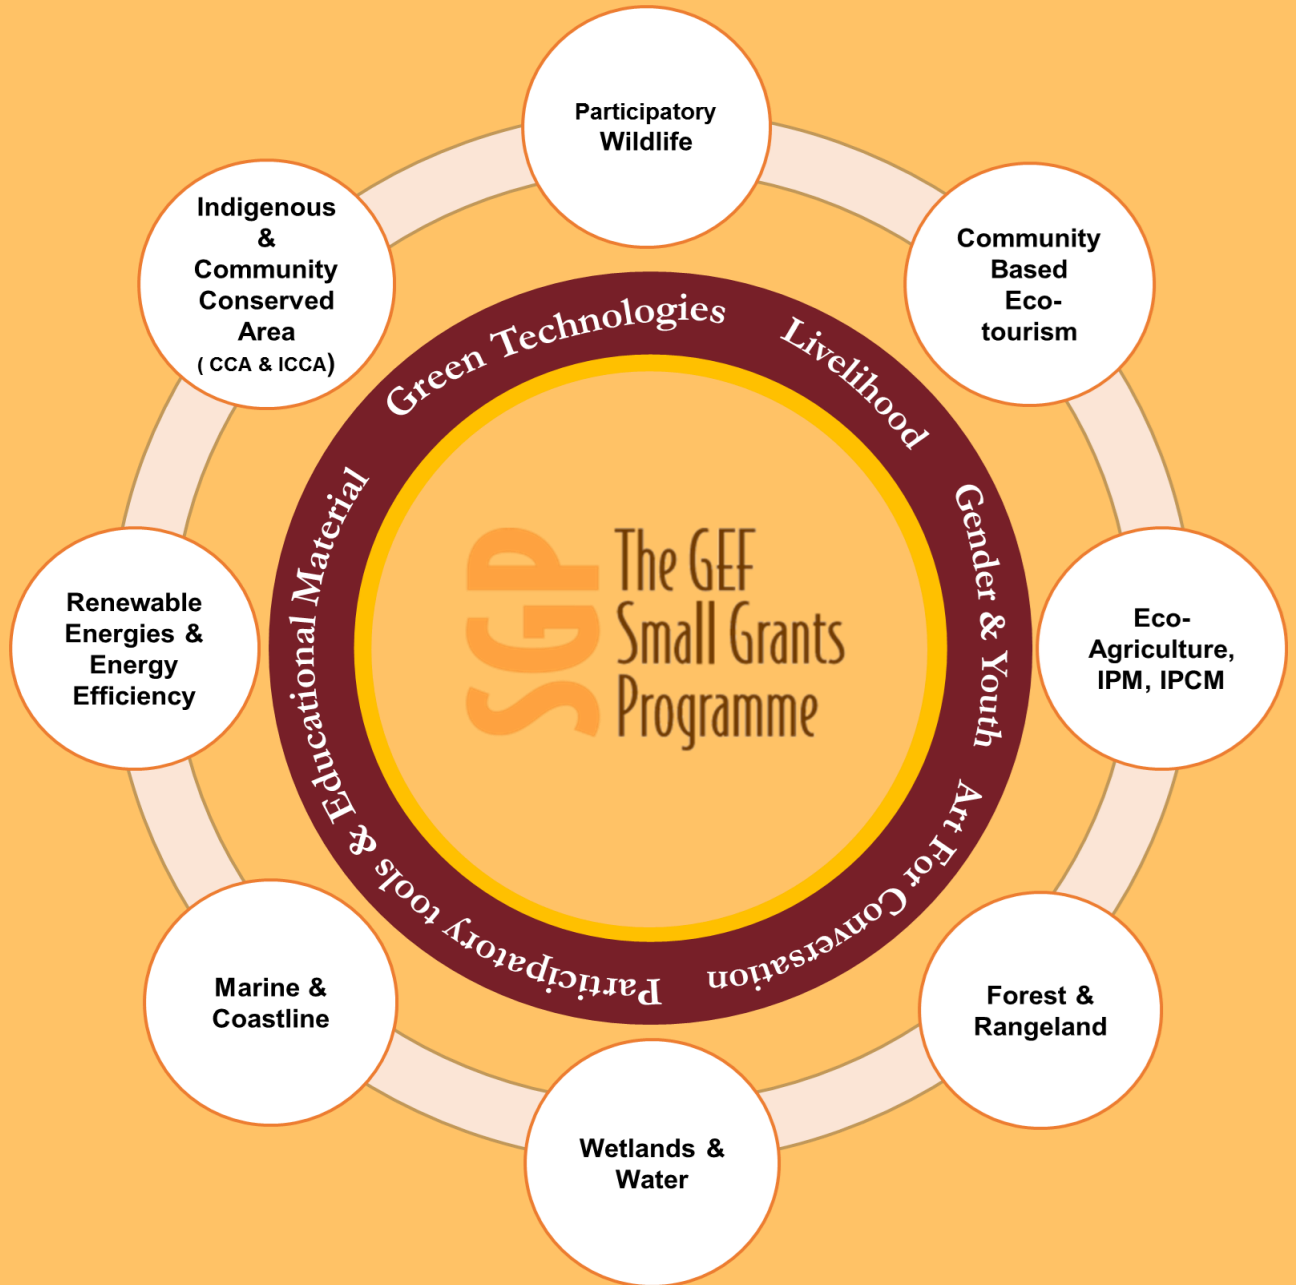 Participatory
Wildlife
Community
Based
Eco-
tourism
Eco-
Agriculture,
IPM, IPCM
Forest &
Rangeland
Wetlands &
Water
Marine &
Coastline
Renewable
Energies &
Energy
Efficiency
Indigenous
&
Community
Conserved
Area
( CCA & ICCA)
Green Technologies
Livelihood
Gender & Youth
Art For Conversation
Participatory tools & Educational Material
SGP
The GEF
Small Grants
Programme